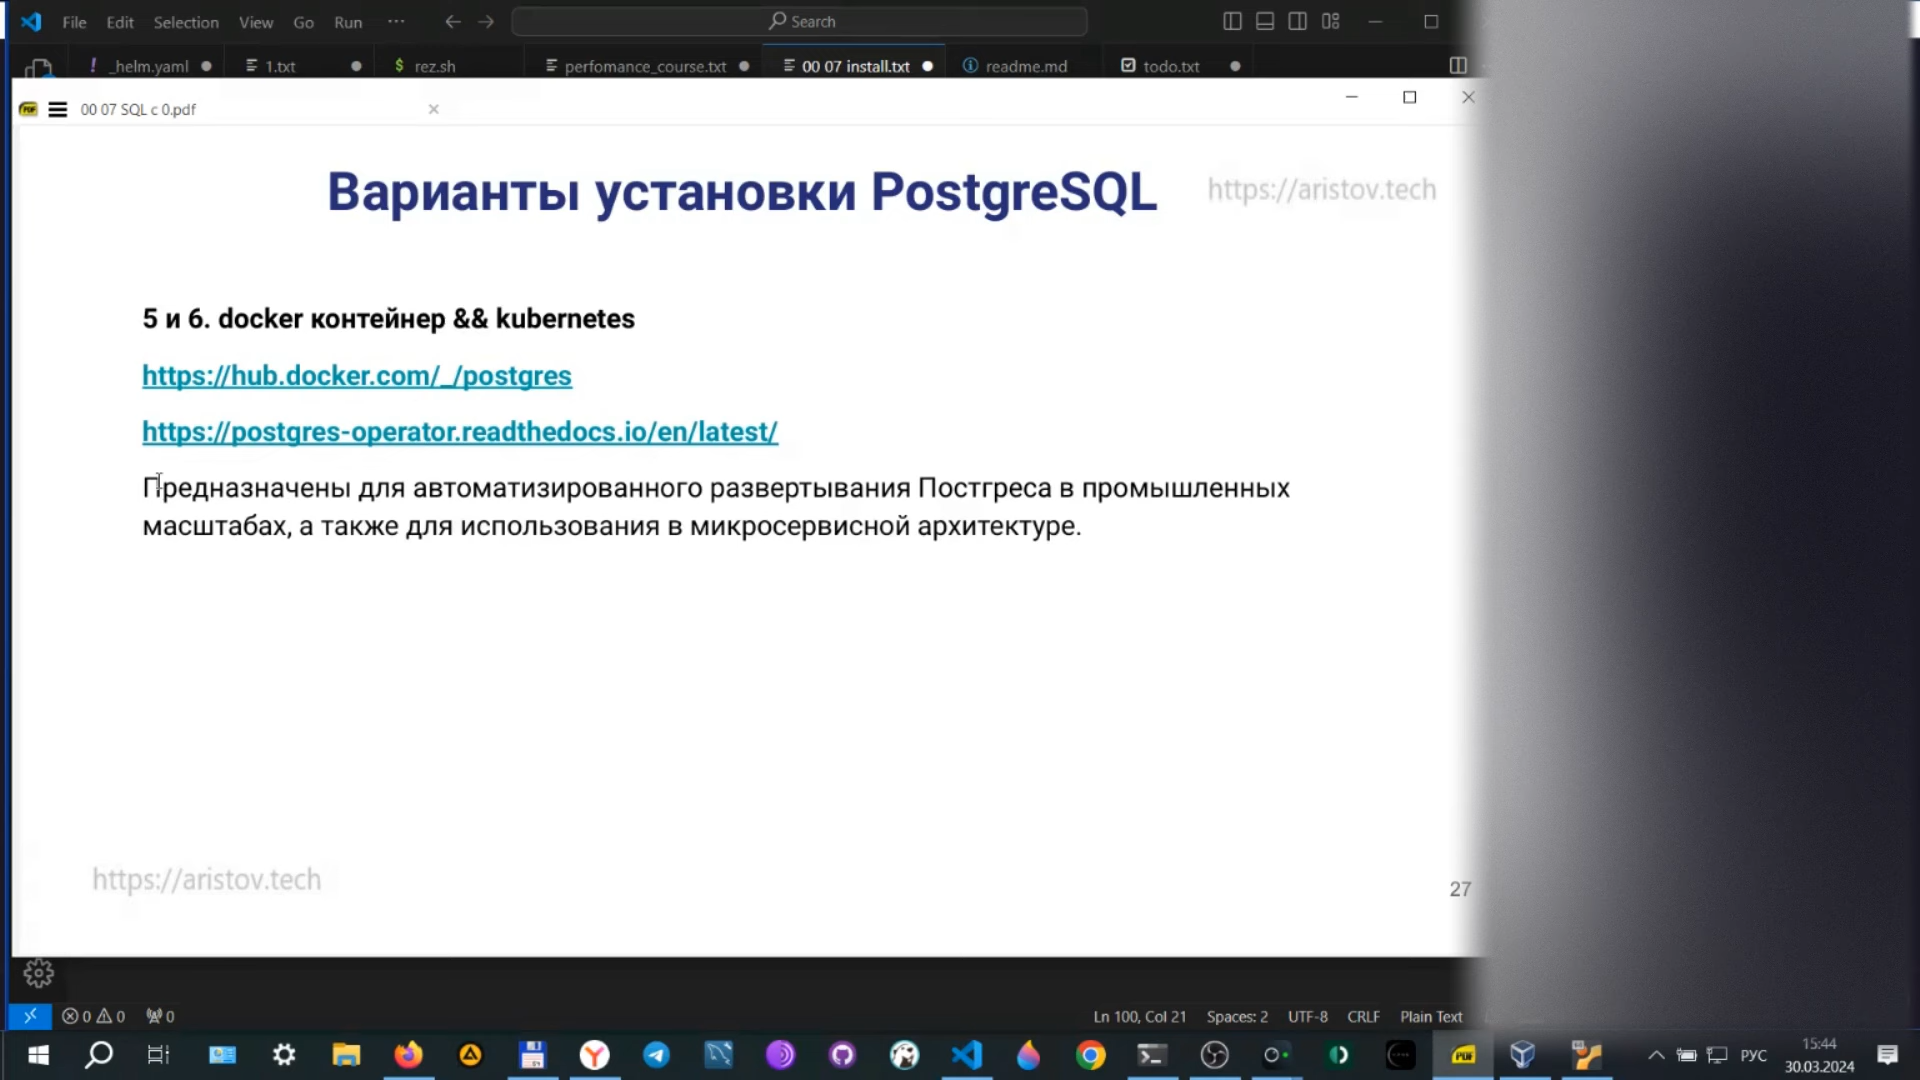 File Edit Selection View Go Run ··· Search
_helm.yaml 1.txt rez.sh perfomance_course.txt 00 07 install.txt readme.md todo.txt
00 07 SQL с 0.pdf
Варианты установки PostgreSQL
https://aristov.tech
5 и 6. docker контейнер && kubernetes
https://hub.docker.com/_/postgres
https://postgres-operator.readthedocs.io/en/latest/
Предназначены для автоматизированного развертывания Постгреса в промышленных
масштабах, а также для использования в микросервисной архитектуре.
https://aristov.tech
27
0 0 0 Ln 100, Col 21 Spaces: 2 UTF-8 CRLF Plain Text
РУС
15:44
30.03.2024